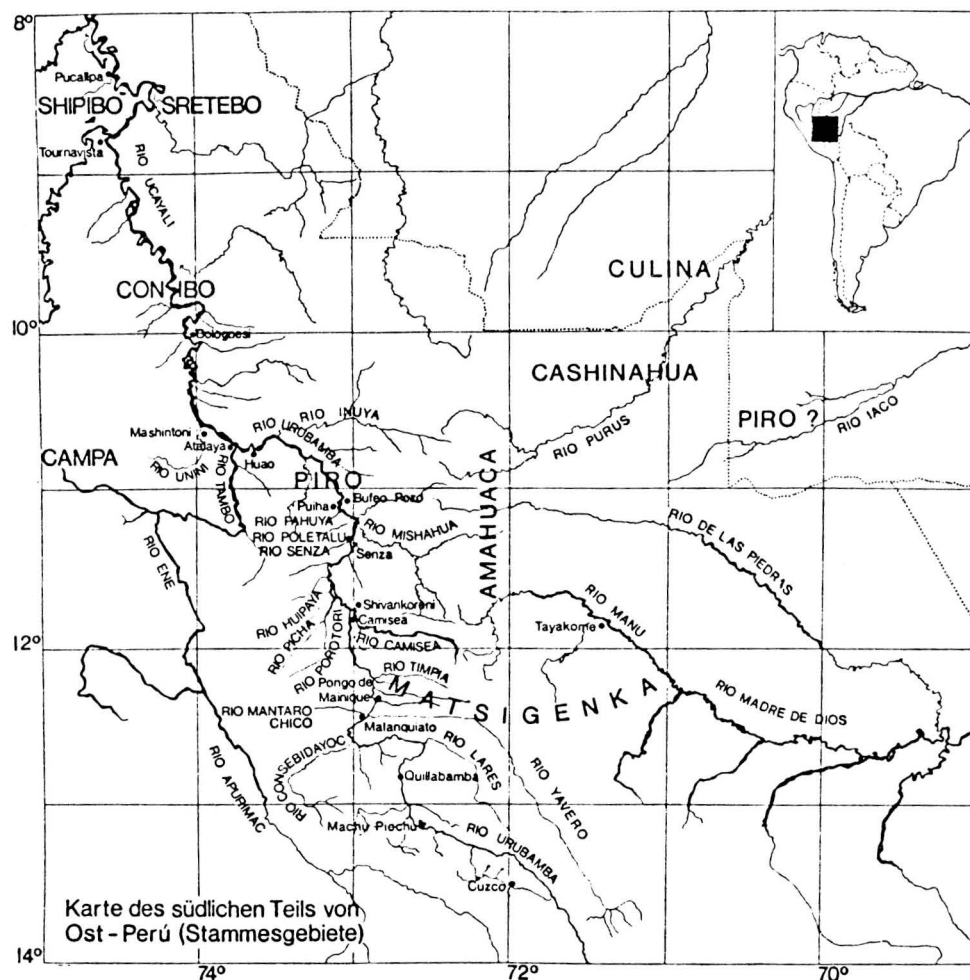 8°
Pucallpa
SHIPIBO
SRETEBO
Tournavista
RIO UCAYALI
CULINA
CONIBO
10°
Bolognesi
CASHINAHUA
PIRO ?
RIO IACO
RIO INUYA
RIO URUBAMBA
RIO PURUS
Mashintoni
Atalaya
Huao
CAMPA
RIO UNINI
RIO TAMBO
PIRO
AMAHUACA
Puiha
Bufeo Pozo
RIO PAHUYA
RIO MISHAHUA
RIO DE LAS PIEDRAS
RIO POLETALU
RIO SENZA
Senza
RIO ENE
Shivankoreni
Camisea
RIO HUIPAYA
RIO PICHA
RIO POROTORI
RIO MANU
Tayakome
12°
RIO CAMISEA
RIO TIMPIA
Pongo de
Mainique
MATSIGENKA
RIO MADRE DE DIOS
RIO MANTARO
CHICO
Malanquiato
RIO LARES
RIO CONSEBIDAYOC
RIO YAVERO
Quillabamba
RIO APURIMAC
Machu Picchu
RIO URUBAMBA
Cuzco
Karte des südlichen Teils von
Ost-Perú (Stammesgebiete)
14°
74°
72°
70°